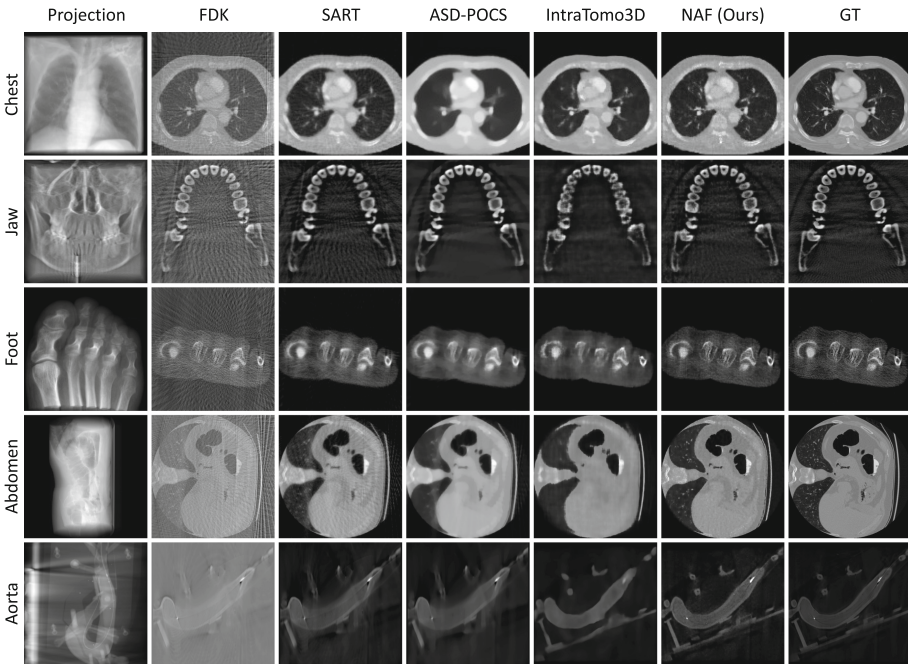 Projection FDK SART ASD-POCS IntraTomo3D NAF (Ours) GT
Chest
Jaw
Foot
Abdomen
Aorta